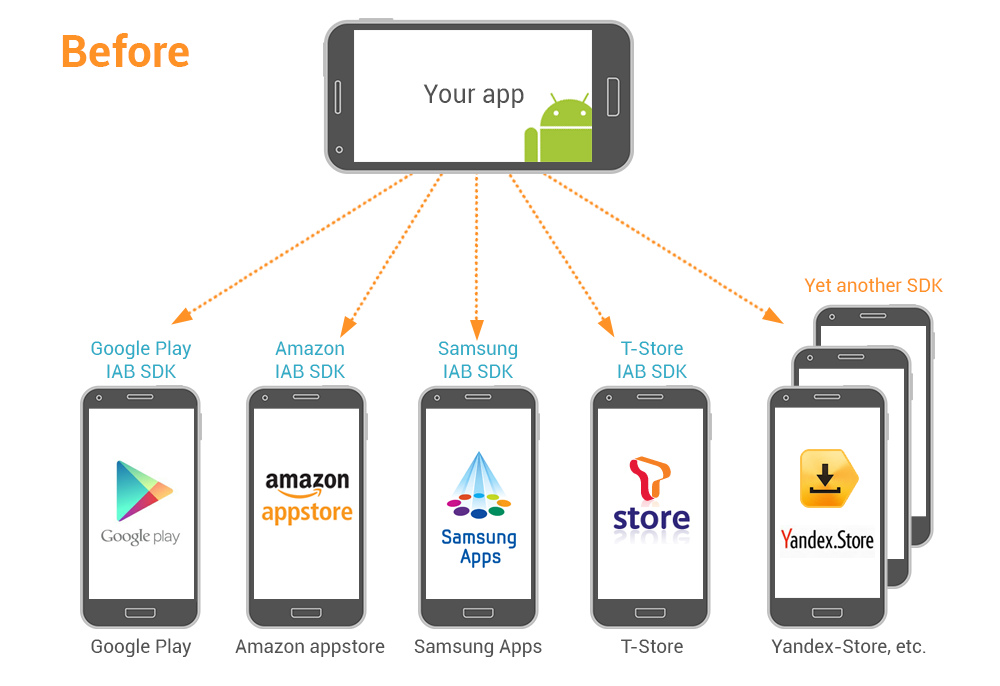 Before
Your app
Yet another SDK
Google Play
IAB SDK
Amazon
IAB SDK
Samsung
IAB SDK
T-Store
IAB SDK
Google play
amazon
appstore
Samsung
Apps
store
Yandex.Store
Google Play
Amazon appstore
Samsung Apps
T-Store
Yandex-Store, etc.